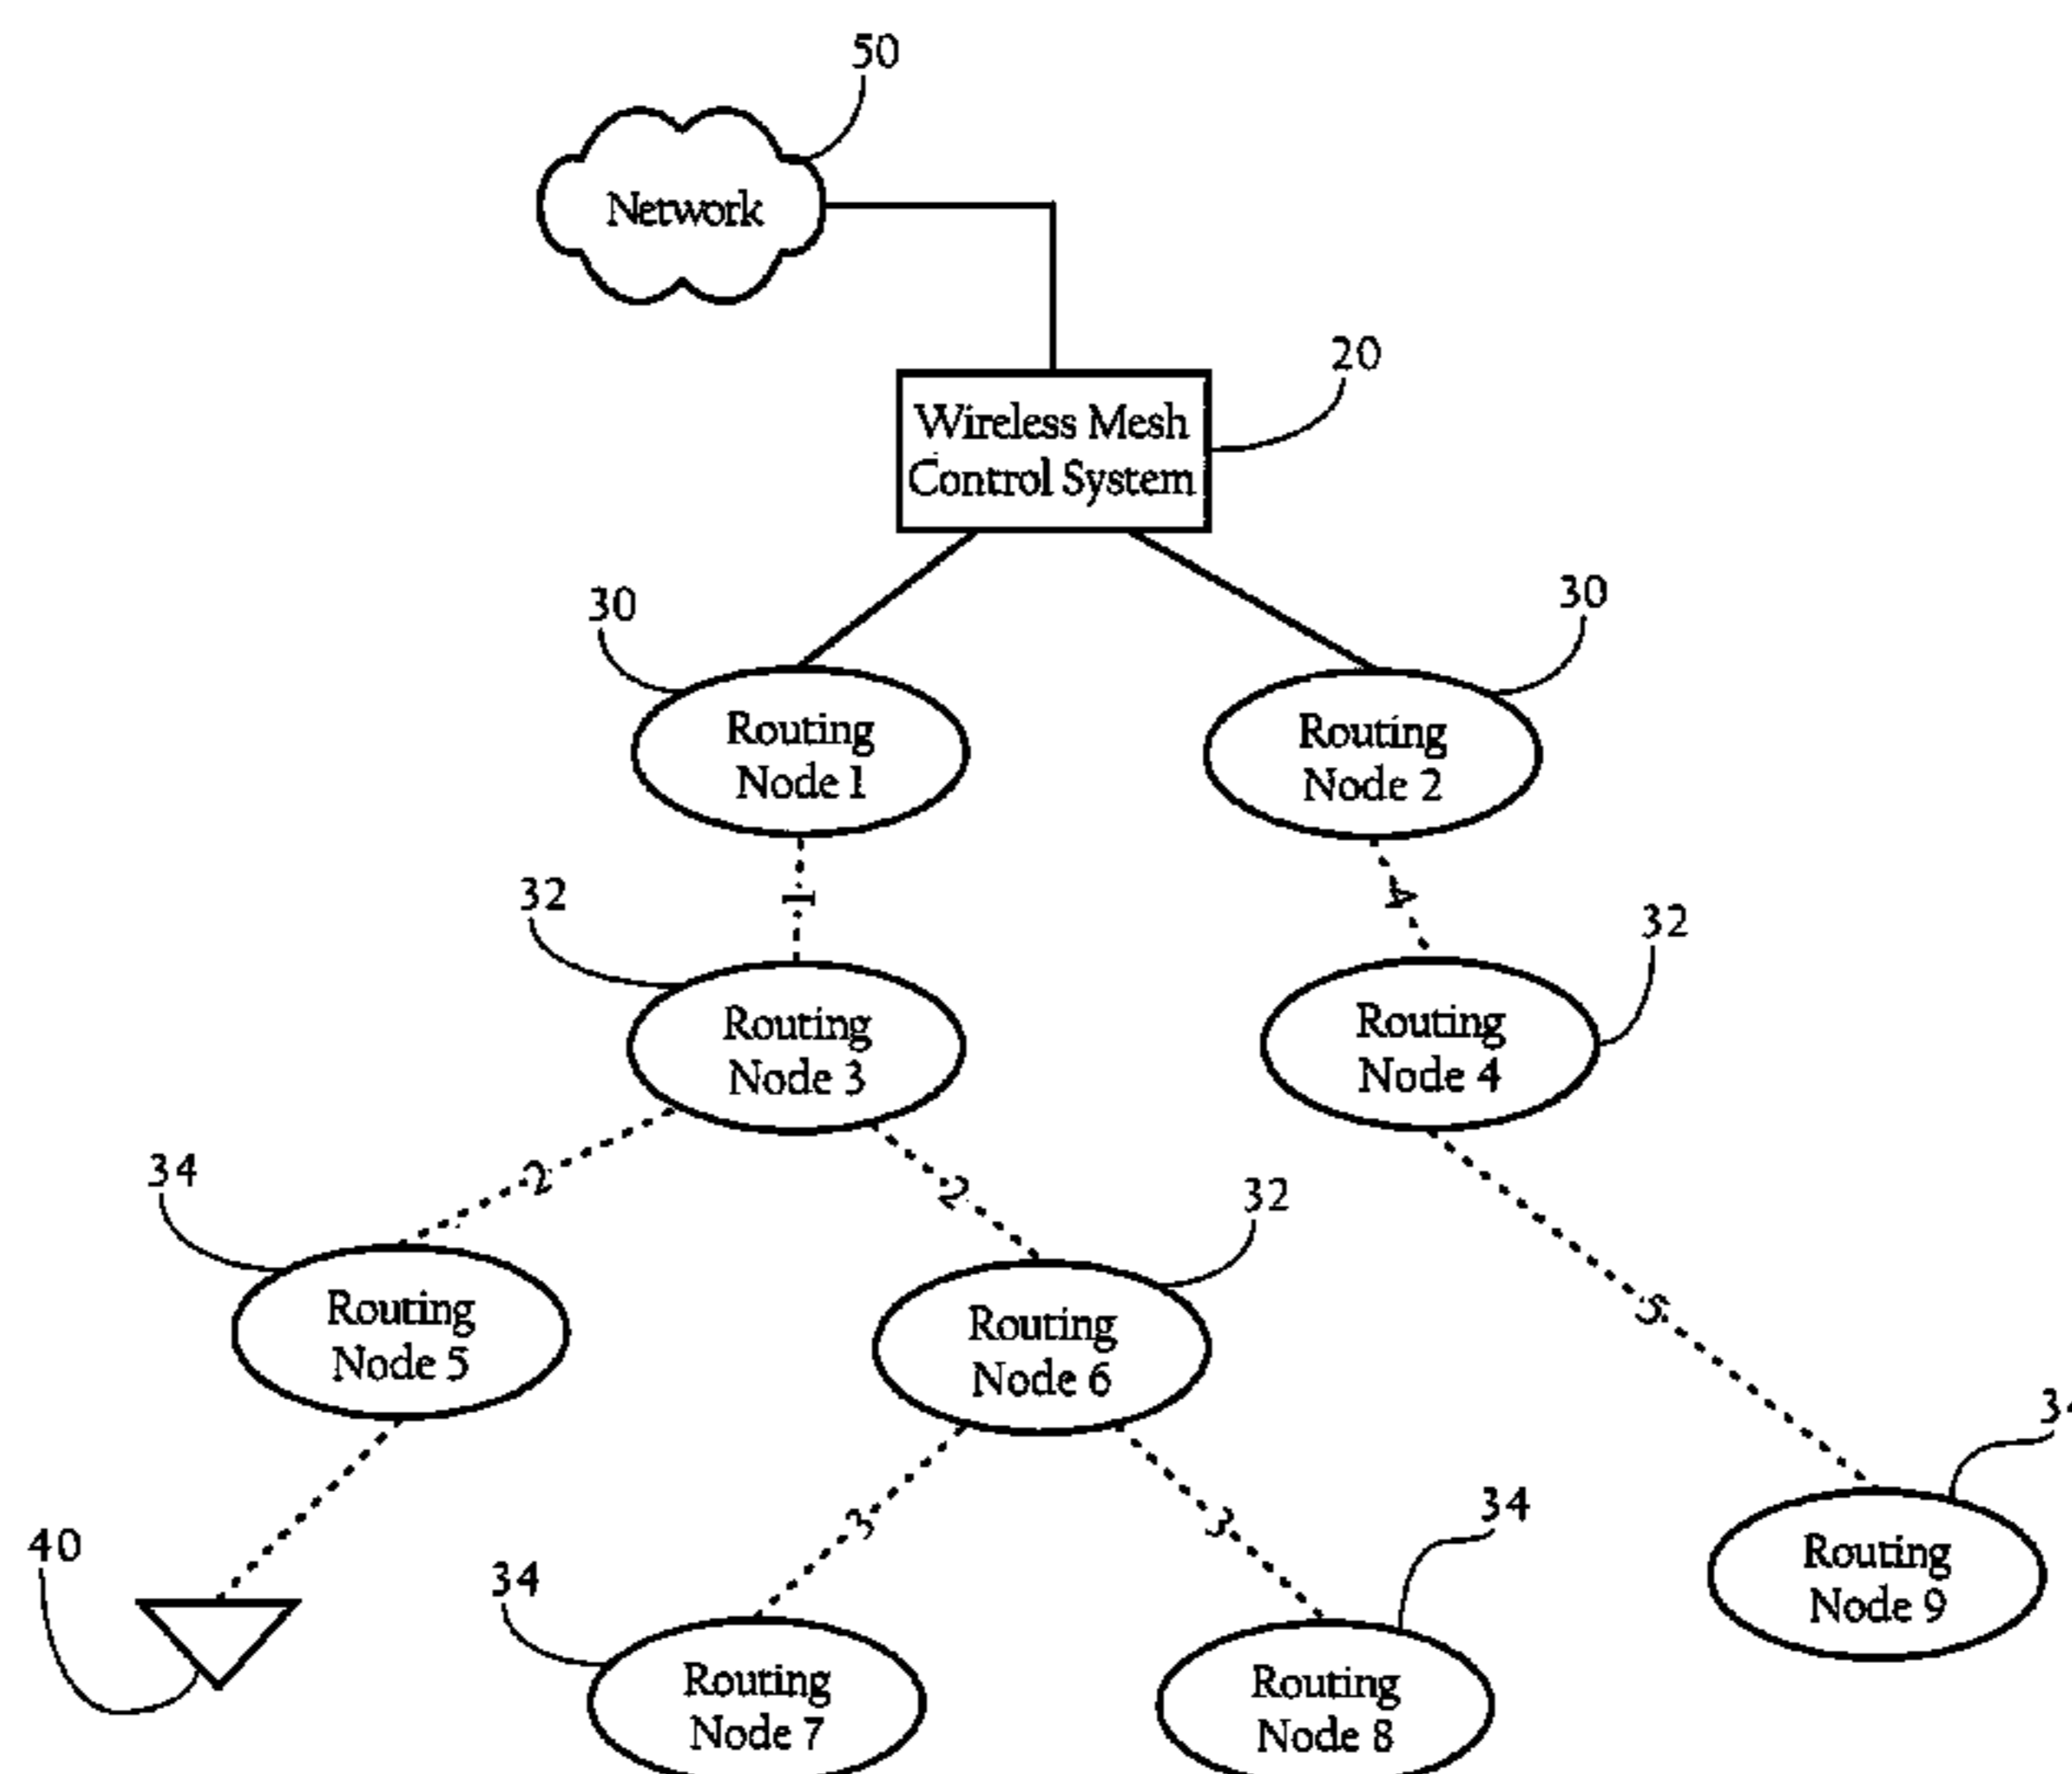 50
Network
20
Wireless Mesh
Control System
30
30
Routing
Node 1
Routing
Node 2
1
4
32
32
Routing
Node 3
Routing
Node 4
2
2
34
32
Routing
Node 5
Routing
Node 6
5
3
3
34
34
40
Routing
Node 9
34
Routing
Node 7
Routing
Node 8